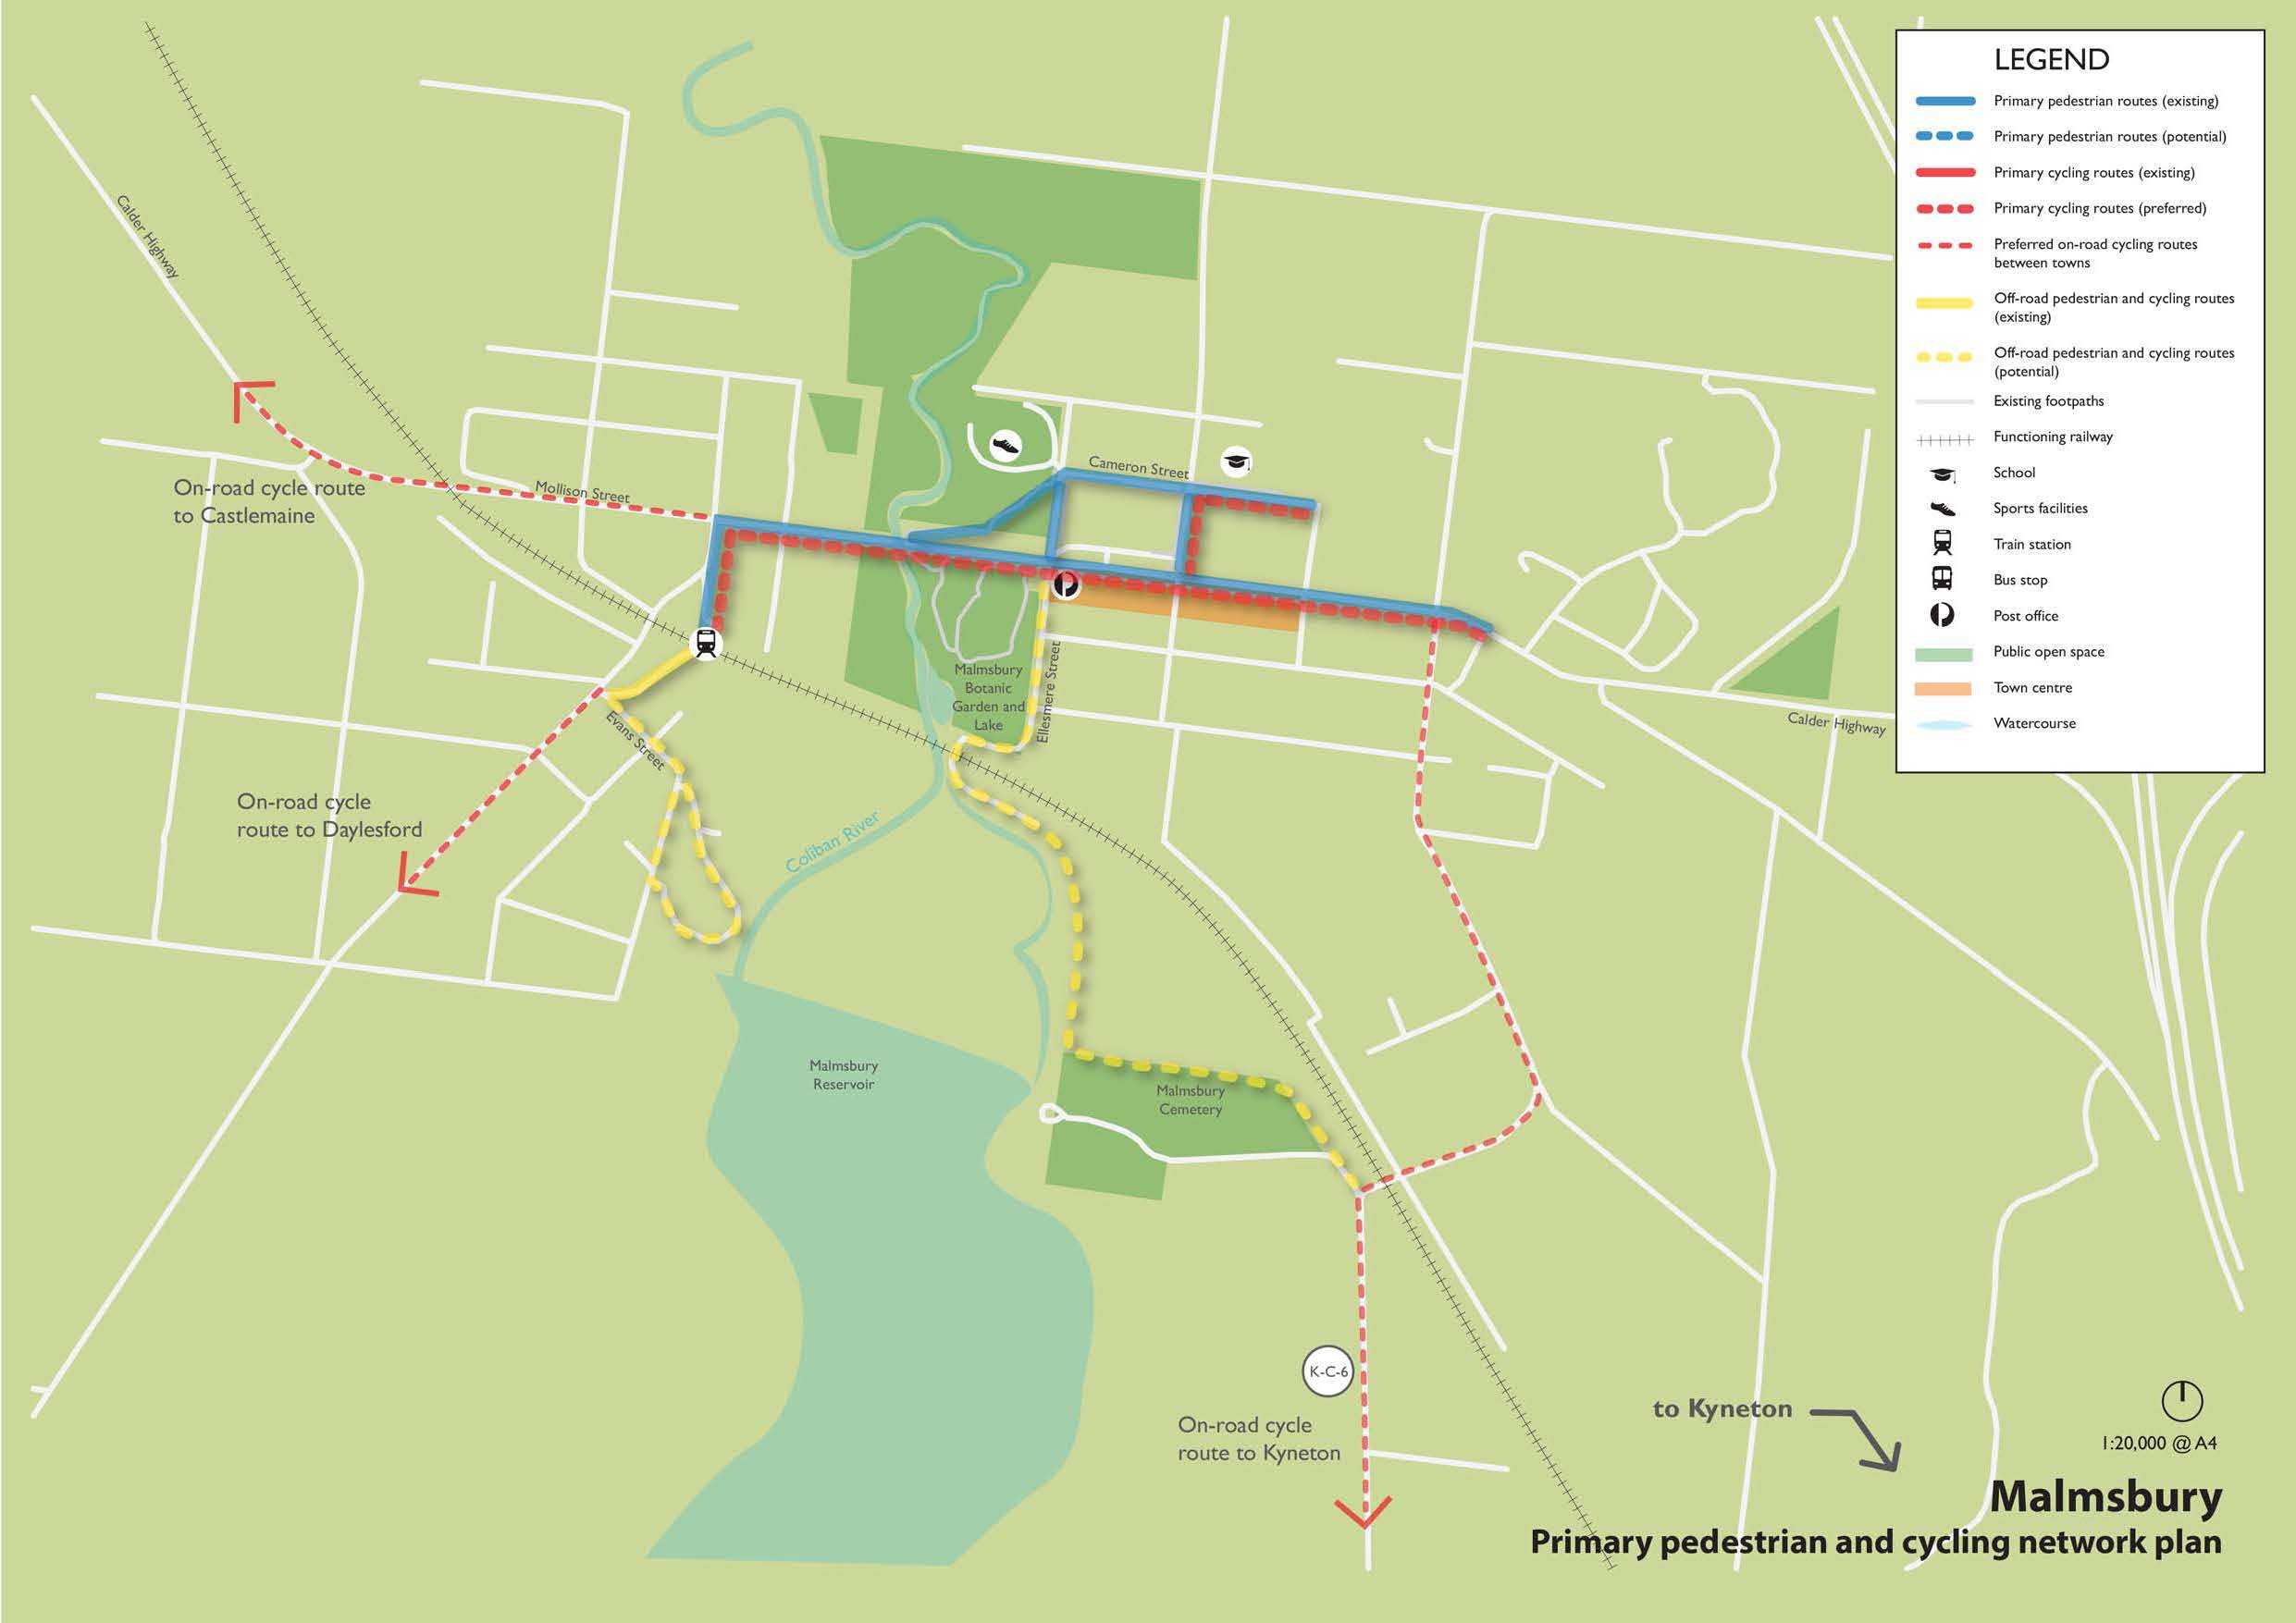 LEGEND
Primary pedestrian routes (existing)
Primary pedestrian routes (potential)
Primary cycling routes (existing)
Primary cycling routes (preferred)
Preferred on-road cycling routes
between towns
Off-road pedestrian and cycling routes
(existing)
Off-road pedestrian and cycling routes
(potential)
Existing footpaths
Functioning railway
School
Sports facilities
Train station
Bus stop
Post office
Public open space
Town centre
Watercourse
Calder Highway
On-road cycle route
to Castlemaine
Mollison Street
Cameron Street
Malmsbury
Botanic
Garden and
Lake
Ellesmere Street
Calder Highway
Evans Street
On-road cycle
route to Daylesford
Coliban River
Malmsbury
Reservoir
Malmsbury
Cemetery
K-C-6
On-road cycle
route to Kyneton
to Kyneton
1:20,000 @ A4
Malmsbury
Primary pedestrian and cycling network plan